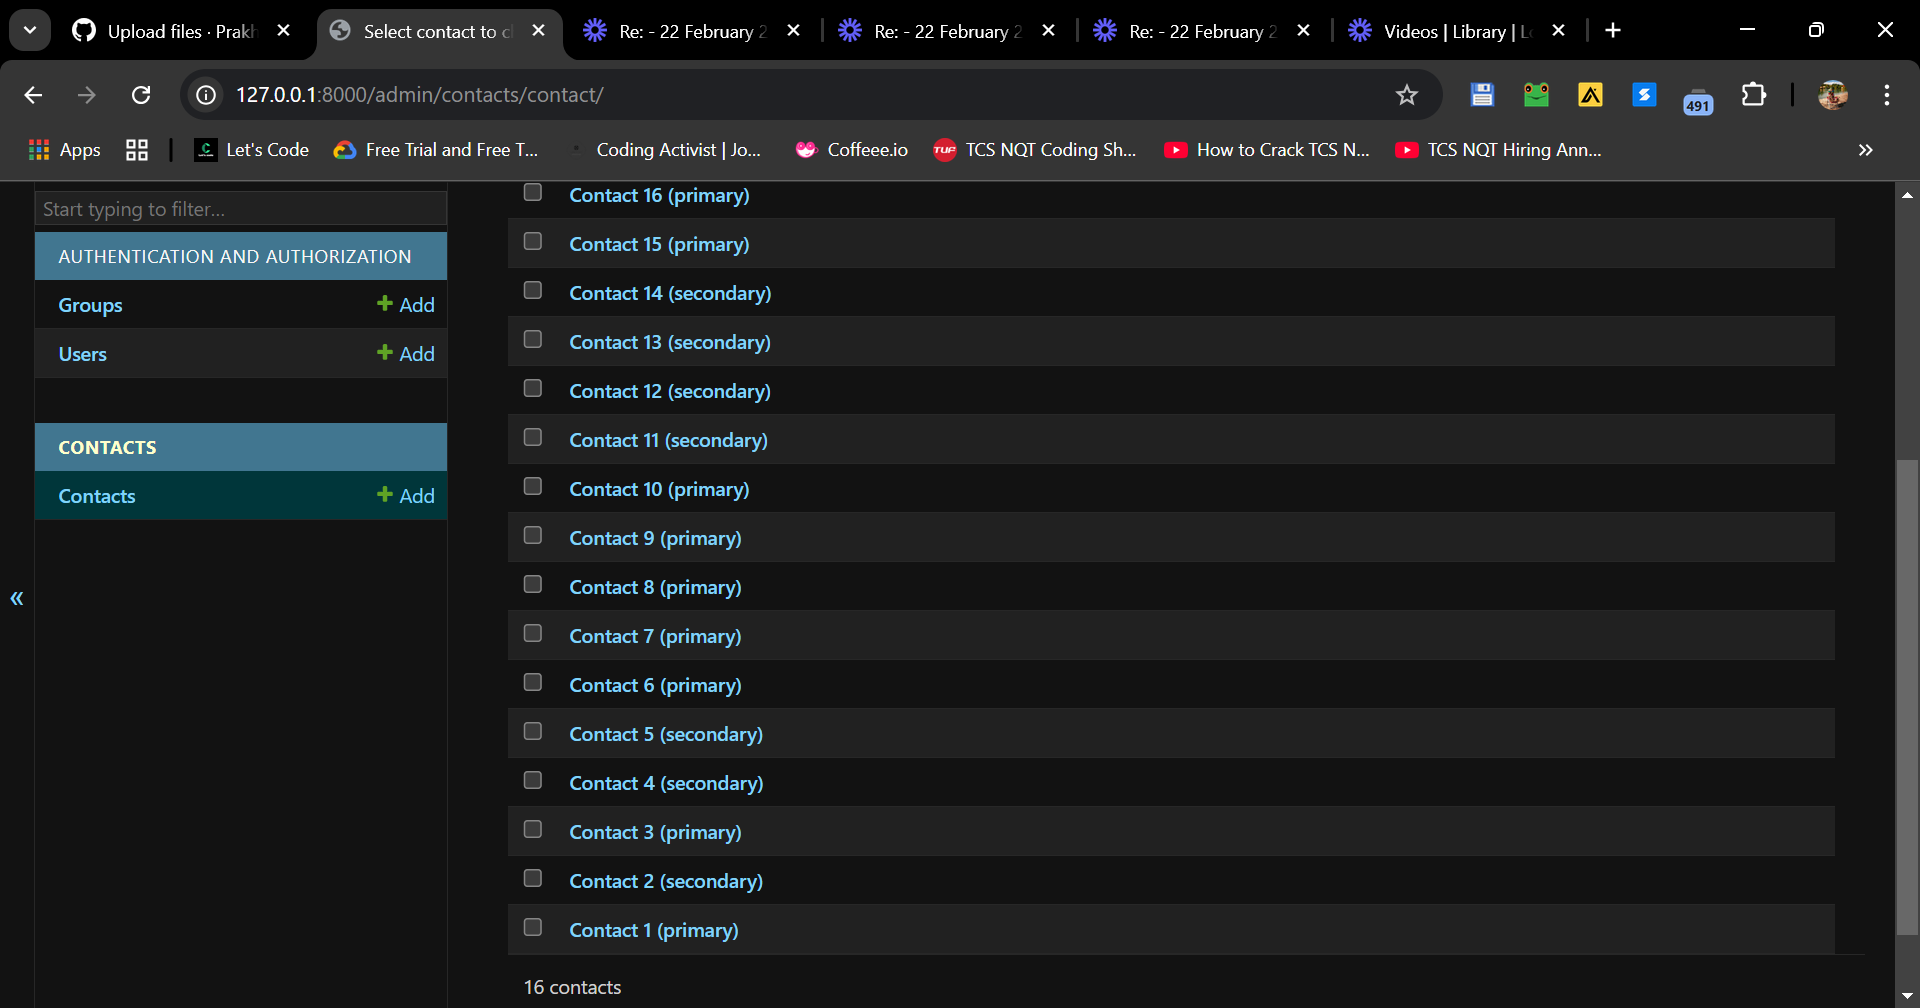 Upload files · Prakh
Select contact to c
Re: - 22 February 2
Re: - 22 February 2
Re: - 22 February 2
Videos | Library | L
127.0.0.1:8000/admin/contacts/contact/
491
Apps
Let's Code
Free Trial and Free T...
Coding Activist | Jo...
Coffeee.io
TUF
TCS NQT Coding Sh...
How to Crack TCS N...
TCS NQT Hiring Ann...
Start typing to filter...
AUTHENTICATION AND AUTHORIZATION
Groups
Add
Users
Add
CONTACTS
Contacts
Add
Contact 16 (primary)
Contact 15 (primary)
Contact 14 (secondary)
Contact 13 (secondary)
Contact 12 (secondary)
Contact 11 (secondary)
Contact 10 (primary)
Contact 9 (primary)
Contact 8 (primary)
Contact 7 (primary)
Contact 6 (primary)
Contact 5 (secondary)
Contact 4 (secondary)
Contact 3 (primary)
Contact 2 (secondary)
Contact 1 (primary)
16 contacts